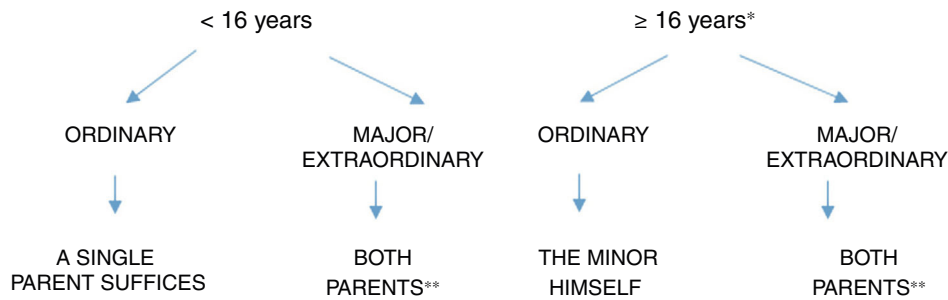 < 16 years
≥ 16 years*
ORDINARY
MAJOR/
EXTRAORDINARY
ORDINARY
MAJOR/
EXTRAORDINARY
A SINGLE
PARENT SUFFICES
BOTH
PARENTS**
THE MINOR
HIMSELF
BOTH
PARENTS**